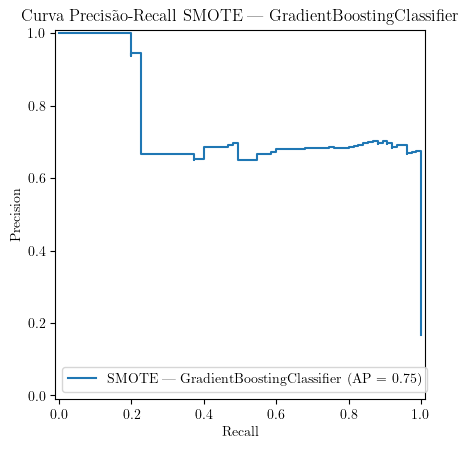 Curva Precisão-Recall SMOTE — GradientBoostingClassifier
1.0
0.8
0.6
0.4
0.2
0.0
Precision
SMOTE — GradientBoostingClassifier (AP = 0.75)
0.0 0.2 0.4 0.6 0.8 1.0
Recall